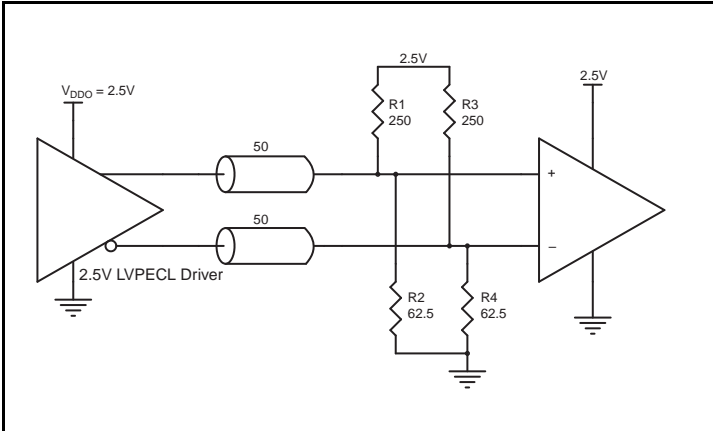 2.5V
V_DDO = 2.5V
2.5V
R1
250
R3
250
50
+
50
–
2.5V LVPECL Driver
R2
62.5
R4
62.5